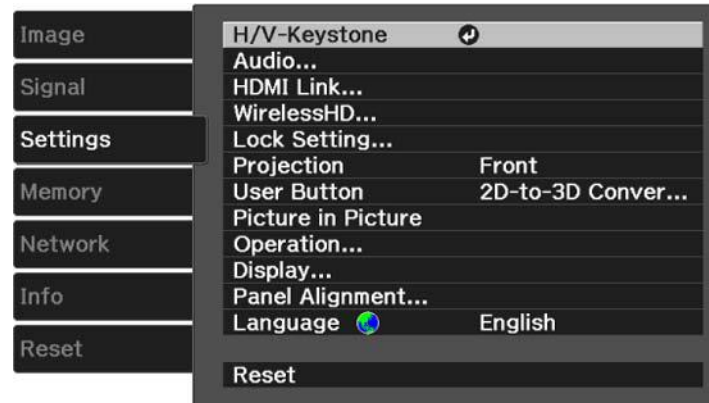 Image
Signal
Settings
Memory
Network
Info
Reset
H/V-Keystone
Audio...
HDMI Link...
WirelessHD...
Lock Setting...
Projection Front
User Button 2D-to-3D Conver...
Picture in Picture
Operation...
Display...
Panel Alignment...
Language English
Reset